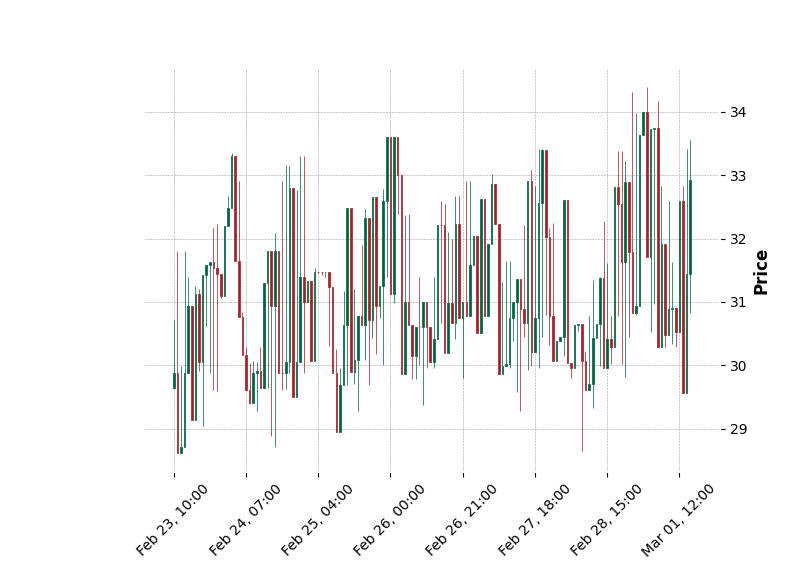 34
33
32
31
30
29
Price
Feb 23, 10:00
Feb 24, 07:00
Feb 25, 04:00
Feb 26, 00:00
Feb 26, 21:00
Feb 27, 18:00
Feb 28, 15:00
Mar 01, 12:00